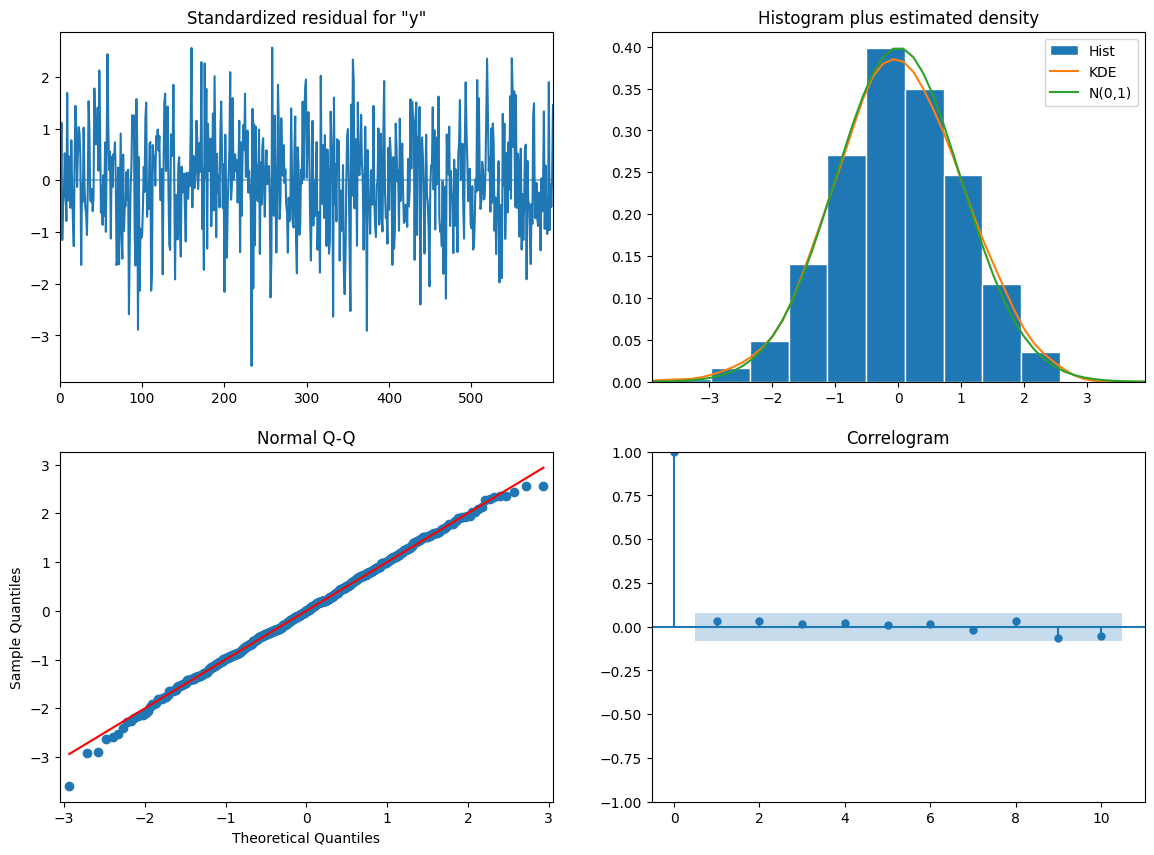 Standardized residual for "y"
2
1
0
−1
−2
−3
0 100 200 300 400 500
Histogram plus estimated density
Hist
KDE
N(0,1)
0.40
0.35
0.30
0.25
0.20
0.15
0.10
0.05
0.00
−3 −2 −1 0 1 2 3
Normal Q-Q
Sample Quantiles
3
2
1
0
−1
−2
−3
−3 −2 −1 0 1 2 3
Theoretical Quantiles
Correlogram
1.00
0.75
0.50
0.25
0.00
−0.25
−0.50
−0.75
−1.00
0 2 4 6 8 10